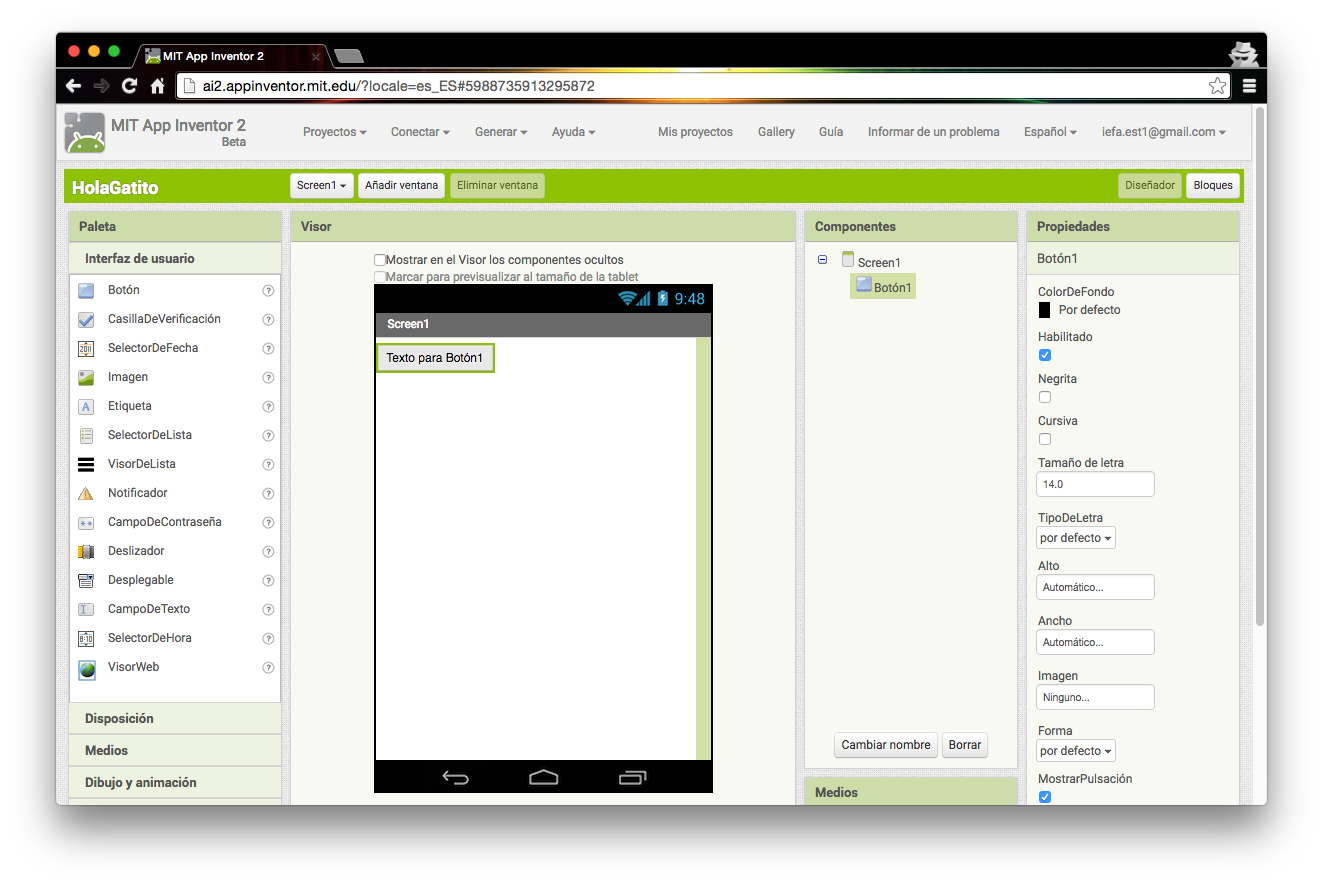 MIT App Inventor 2
ai2.appinventor.mit.edu/?locale=es_ES#5988735913295872
MIT App Inventor 2
Beta
Proyectos Conectar Generar Ayuda Mis proyectos Gallery Guía Informar de un problema Español iefa.est1@gmail.com
HolaGatito Screen1 Añadir ventana Eliminar ventana Diseñador Bloques
Paleta
Interfaz de usuario
Botón ?
CasillaDeVerificación ?
SelectorDeFecha ?
Imagen ?
A Etiqueta ?
SelectorDeLista ?
VisorDeLista ?
Notificador ?
CampoDeContraseña ?
Deslizador ?
Desplegable ?
CampoDeTexto ?
SelectorDeHora ?
VisorWeb ?
Disposición
Medios
Dibujo y animación
Visor
Mostrar en el Visor los componentes ocultos
Marcar para previsualizar al tamaño de la tablet
9:48
Screen1
Texto para Botón1
Componentes
Screen1
Botón1
Cambiar nombre Borrar
Medios
Propiedades
Botón1
ColorDeFondo
Por defecto
Habilitado
Negrita
Cursiva
Tamaño de letra
14.0
TipoDeLetra
por defecto
Alto
Automático...
Ancho
Automático...
Imagen
Ninguno...
Forma
por defecto
MostrarPulsación